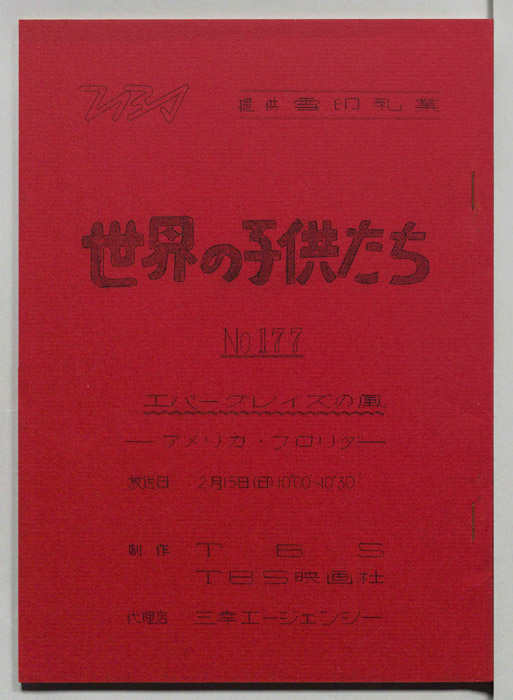 TBS
提供 雪印乳業
世界の子供たち
No.177
エバーグレイズの風
─ アメリカ・フロリダ ─
放送日 2月15日(日)10:00~10:30
制作 TBS
TBS映画社
代理店 三幸エージェンシー